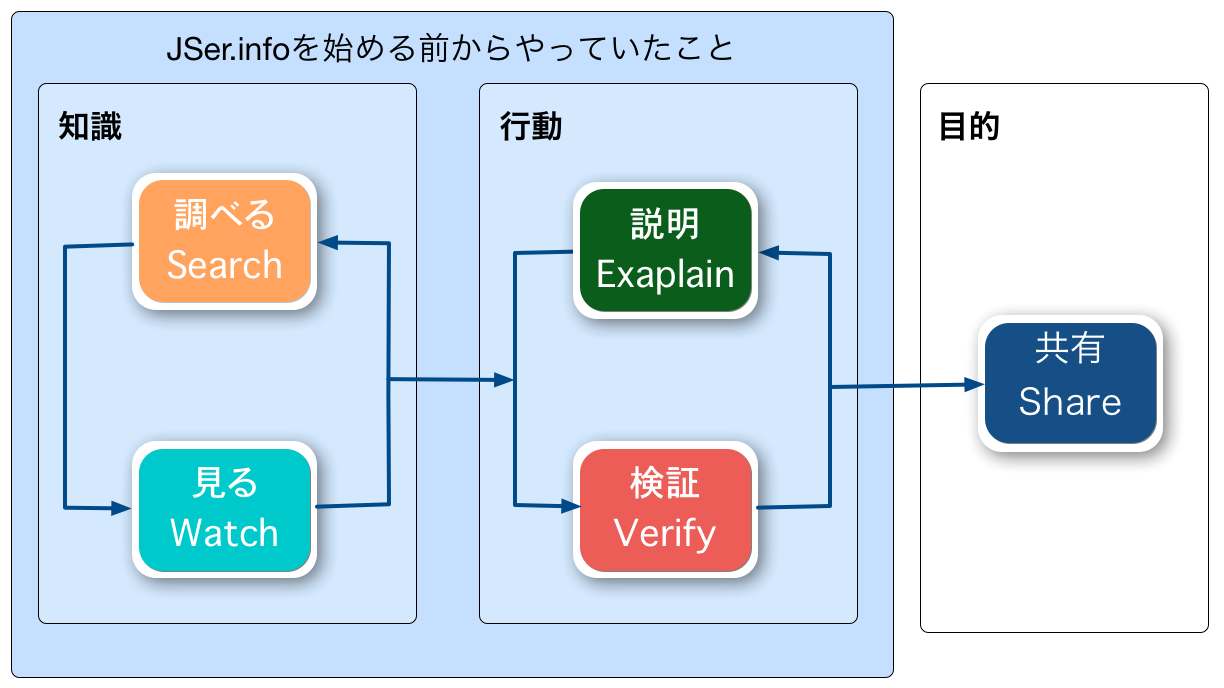 JSer.infoを始める前からやっていたこと
知識
調べる
Search
見る
Watch
行動
説明
Exaplain
検証
Verify
目的
共有
Share